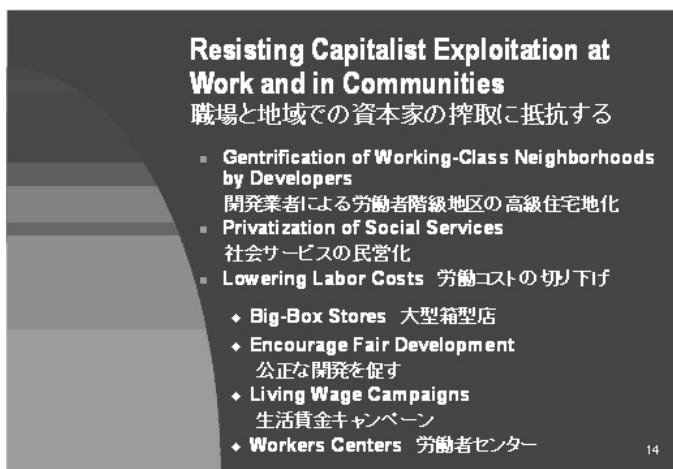 Resisting Capitalist Exploitation at
Work and in Communities
職場と地域での資本家の搾取に抵抗する
Gentrification of Working-Class Neighborhoods
by Developers
開発業者による労働者階級地区の高級住宅地化
Privatization of Social Services
社会サービスの民営化
Lowering Labor Costs 労働コストの切り下げ
Big-Box Stores 大型箱型店
Encourage Fair Development
公正な開発を促す
Living Wage Campaigns
生活賃金キャンペーン
Workers Centers 労働者センター
14